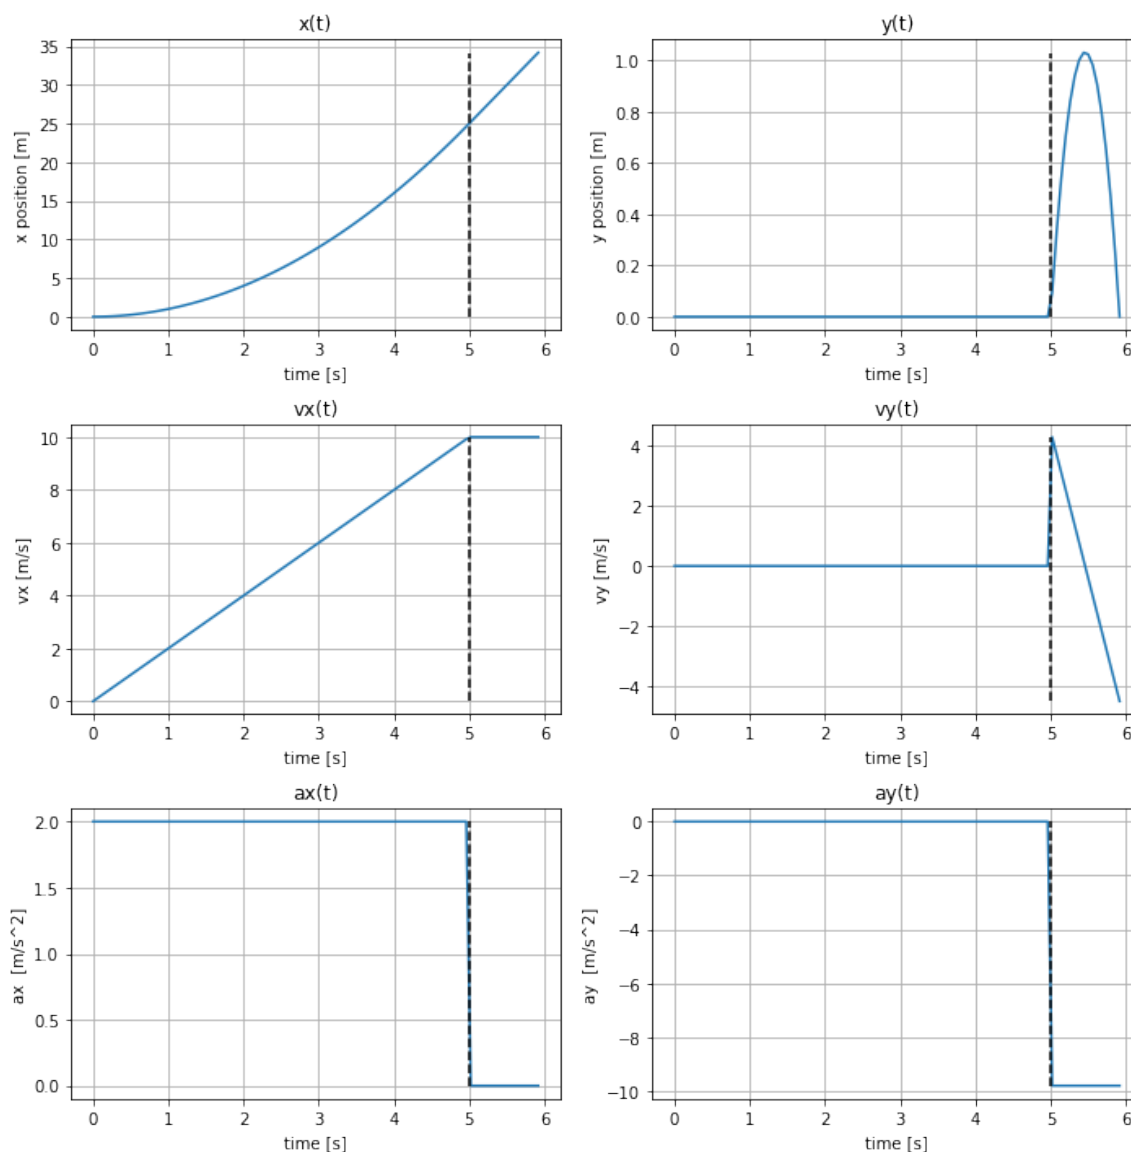 x(t)
35
30
25
20
15
10
5
0
x position [m]
0 1 2 3 4 5 6
time [s]
y(t)
1.0
0.8
0.6
0.4
0.2
0.0
y position [m]
0 1 2 3 4 5 6
time [s]
vx(t)
10
8
6
4
2
0
vx [m/s]
0 1 2 3 4 5 6
time [s]
vy(t)
4
2
0
−2
−4
vy [m/s]
0 1 2 3 4 5 6
time [s]
ax(t)
2.0
1.5
1.0
0.5
0.0
ax [m/s^2]
0 1 2 3 4 5 6
time [s]
ay(t)
0
−2
−4
−6
−8
−10
ay [m/s^2]
0 1 2 3 4 5 6
time [s]